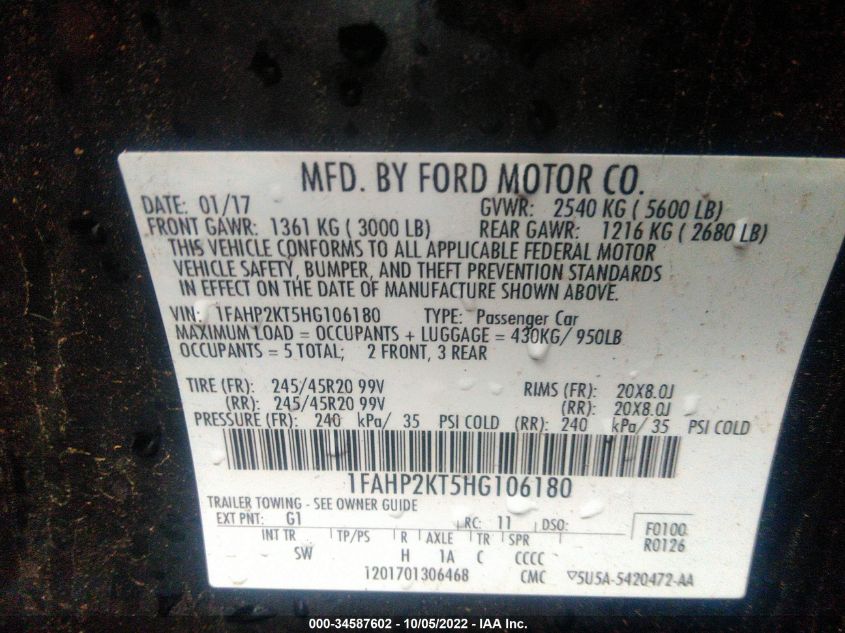 MFD. BY FORD MOTOR CO.
DATE: 01/17 GVWR: 2540 KG ( 5600 LB)
FRONT GAWR: 1361 KG ( 3000 LB) REAR GAWR: 1216 KG ( 2680 LB)
THIS VEHICLE CONFORMS TO ALL APPLICABLE FEDERAL MOTOR
VEHICLE SAFETY, BUMPER, AND THEFT PREVENTION STANDARDS
IN EFFECT ON THE DATE OF MANUFACTURE SHOWN ABOVE.
VIN: 1FAHP2KT5HG106180 TYPE: Passenger Car
MAXIMUM LOAD = OCCUPANTS + LUGGAGE = 430KG/ 950LB
OCCUPANTS = 5 TOTAL; 2 FRONT, 3 REAR
TIRE (FR): 245/45R20 99V RIMS (FR): 20X8.0J
(RR): 245/45R20 99V (RR): 20X8.0J
PRESSURE (FR): 240 kPa/ 35 PSI COLD (RR): 240 kPa/ 35 PSI COLD
1FAHP2KT5HG106180
TRAILER TOWING - SEE OWNER GUIDE
EXT PNT: G1 RC: 11 DSO: F0100
INT TR TP/PS R AXLE TR SPR R0126
SW H 1A C CCCC
1201701306468 CMC ▽5U5A-5420472-AA
000-34587602 - 10/05/2022 - IAA Inc.